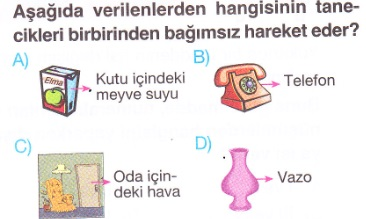 Aşağıda verilenlerden hangisinin tane-
cikleri birbirinden bağımsız hareket eder?
A)
Elma
Kutu içindeki
meyve suyu
B)
Telefon
C)
Oda için-
deki hava
D)
Vazo